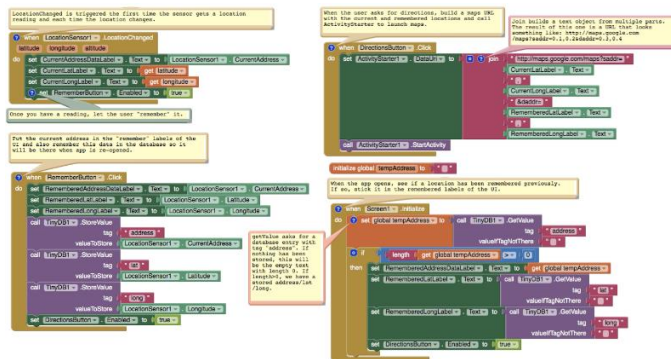 LocationChanged is triggered the first time the sensor gets a location
reading and each time the location changes.
when LocationSensor1 .LocationChanged
latitude longitude altitude
do set CurrentAddressDataLabel . Text to LocationSensor1 . CurrentAddress
set CurrentLatLabel . Text to get latitude
set CurrentLongLabel . Text to get longitude
set RememberButton . Enabled to true
Once you have a reading, let the user "remember" it.
Put the current address in the "remember" labels of the
UI and also remember this data in the database so it
will be there when app is re-opened.
when RememberButton .Click
do set RememberedAddressDataLabel . Text to LocationSensor1 . CurrentAddress
set RememberedLatLabel . Text to LocationSensor1 . Latitude
set RememberedLongLabel . Text to LocationSensor1 . Longitude
call TinyDB1 .StoreValue
tag "address"
valueToStore LocationSensor1 . CurrentAddress
call TinyDB1 .StoreValue
tag "lat"
valueToStore LocationSensor1 . Latitude
call TinyDB1 .StoreValue
tag "long"
valueToStore LocationSensor1 . Longitude
set DirectionsButton . Enabled to true
When the user asks for directions, build a maps URL
with the current and remembered locations and call
ActivityStarter to launch maps.
Join builds a text object from multiple parts.
The result of this one is a URL that looks
something like: http://maps.google.com
/maps?saddr=0.1,0.2&daddr=0.3,0.4
when DirectionsButton .Click
do set ActivityStarter1 . DataUri to join "http://maps.google.com/maps?saddr="
CurrentLatLabel . Text
","
CurrentLongLabel . Text
"&daddr="
RememberedLatLabel . Text
","
RememberedLongLabel . Text
call ActivityStarter1 .StartActivity
initialize global tempAddress to " "
When the app opens, see if a location has been remembered previously.
If so, stick it in the remembered labels of the UI.
getValue asks for a
database entry with
tag "address". If
nothing has been
stored, this will
be the empty text
with length 0. If
length>0, we have a
stored address/lat
/long.
when Screen1 .Initialize
do set global tempAddress to call TinyDB1 .GetValue
tag "address"
valueIfTagNotThere " "
if length get global tempAddress > 0
then set RememberedAddressDataLabel . Text to get global tempAddress
set RememberedLatLabel . Text to call TinyDB1 .GetValue
tag "lat"
valueIfTagNotThere " "
set RememberedLongLabel . Text to call TinyDB1 .GetValue
tag "long"
valueIfTagNotThere " "
set DirectionsButton . Enabled to true